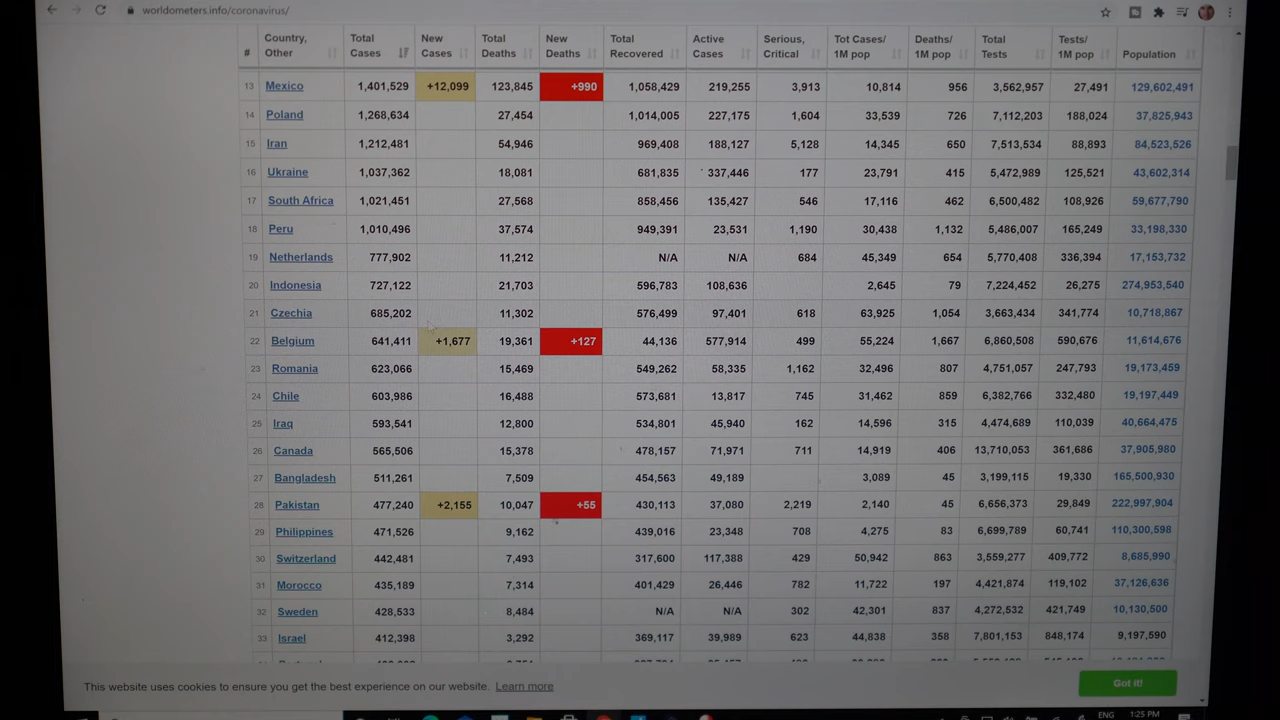 worldometers.info/coronavirus/
# Country, Other Total Cases New Cases Total Deaths New Deaths Total Recovered Active Cases Serious, Critical Tot Cases/ 1M pop Deaths/ 1M pop Total Tests Tests/ 1M pop Population
13 Mexico 1,401,529 +12,099 123,845 +990 1,058,429 219,255 3,913 10,814 956 3,562,957 27,491 129,602,491
14 Poland 1,268,634 27,454 1,014,005 227,175 1,604 33,539 726 7,112,203 188,024 37,825,943
15 Iran 1,212,481 54,946 969,408 188,127 5,128 14,345 650 7,513,534 88,893 84,523,526
16 Ukraine 1,037,362 18,081 681,835 337,446 177 23,791 415 5,472,989 125,521 43,602,314
17 South Africa 1,021,451 27,568 858,456 135,427 546 17,116 462 6,500,482 108,926 59,677,790
18 Peru 1,010,496 37,574 949,391 23,531 1,190 30,438 1,132 5,486,007 165,249 33,198,330
19 Netherlands 777,902 11,212 N/A N/A 684 45,349 654 5,770,408 336,394 17,153,732
20 Indonesia 727,122 21,703 596,783 108,636 2,645 79 7,224,452 26,275 274,953,540
21 Czechia 685,202 11,302 576,499 97,401 618 63,925 1,054 3,663,434 341,774 10,718,867
22 Belgium 641,411 +1,677 19,361 +127 44,136 577,914 499 55,224 1,667 6,860,508 590,676 11,614,676
23 Romania 623,066 15,469 549,262 58,335 1,162 32,496 807 4,751,057 247,793 19,173,459
24 Chile 603,986 16,488 573,681 13,817 745 31,462 859 6,382,766 332,480 19,197,449
25 Iraq 593,541 12,800 534,801 45,940 162 14,596 315 4,474,689 110,039 40,664,475
26 Canada 565,506 15,378 478,157 71,971 711 14,919 406 13,710,053 361,686 37,905,980
27 Bangladesh 511,261 7,509 454,563 49,189 3,089 45 3,199,115 19,330 165,500,930
28 Pakistan 477,240 +2,155 10,047 +55 430,113 37,080 2,219 2,140 45 6,656,373 29,849 222,997,904
29 Philippines 471,526 9,162 439,016 23,348 708 4,275 83 6,699,789 60,741 110,300,598
30 Switzerland 442,481 7,493 317,600 117,388 429 50,942 863 3,559,277 409,772 8,685,990
31 Morocco 435,189 7,314 401,429 26,446 782 11,722 197 4,421,874 119,102 37,126,636
32 Sweden 428,533 8,484 N/A N/A 302 42,301 837 4,272,532 421,749 10,130,500
33 Israel 412,398 3,292 369,117 39,989 623 44,838 358 7,801,153 848,174 9,197,590
This website uses cookies to ensure you get the best experience on our website. Learn more Got it!
ENG 1:25 PM